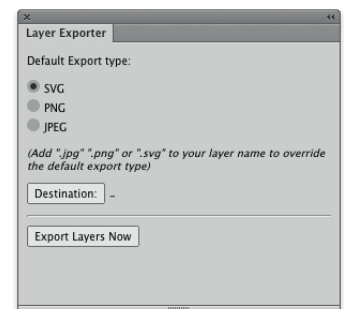 Layer Exporter
Default Export type:
SVG
PNG
JPEG
(Add ".jpg" ".png" or ".svg" to your layer name to override
the default export type)
Destination: –
Export Layers Now